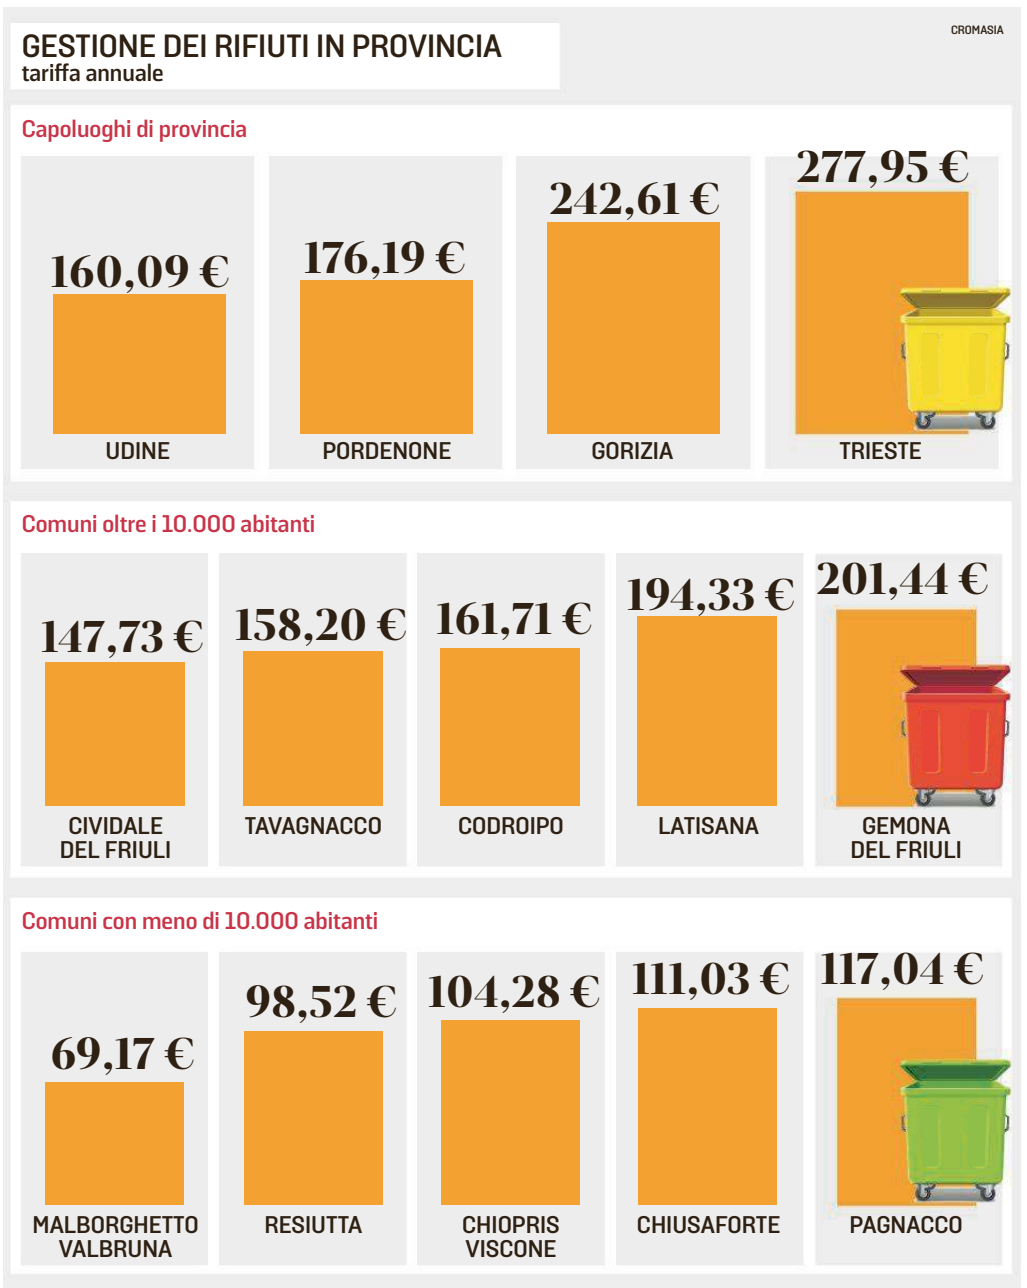 GESTIONE DEI RIFIUTI IN PROVINCIA
tariffa annuale
CROMASIA
Capoluoghi di provincia
160,09 €
176,19 €
242,61 €
277,95 €
UDINE
PORDENONE
GORIZIA
TRIESTE
Comuni oltre i 10.000 abitanti
147,73 €
158,20 €
161,71 €
194,33 €
201,44 €
CIVIDALE
DEL FRIULI
TAVAGNACCO
CODROIPO
LATISANA
GEMONA
DEL FRIULI
Comuni con meno di 10.000 abitanti
69,17 €
98,52 €
104,28 €
111,03 €
117,04 €
MALBORGHETTO
VALBRUNA
RESIUTTA
CHIOPRIS
VISCONE
CHIUSAFORTE
PAGNACCO